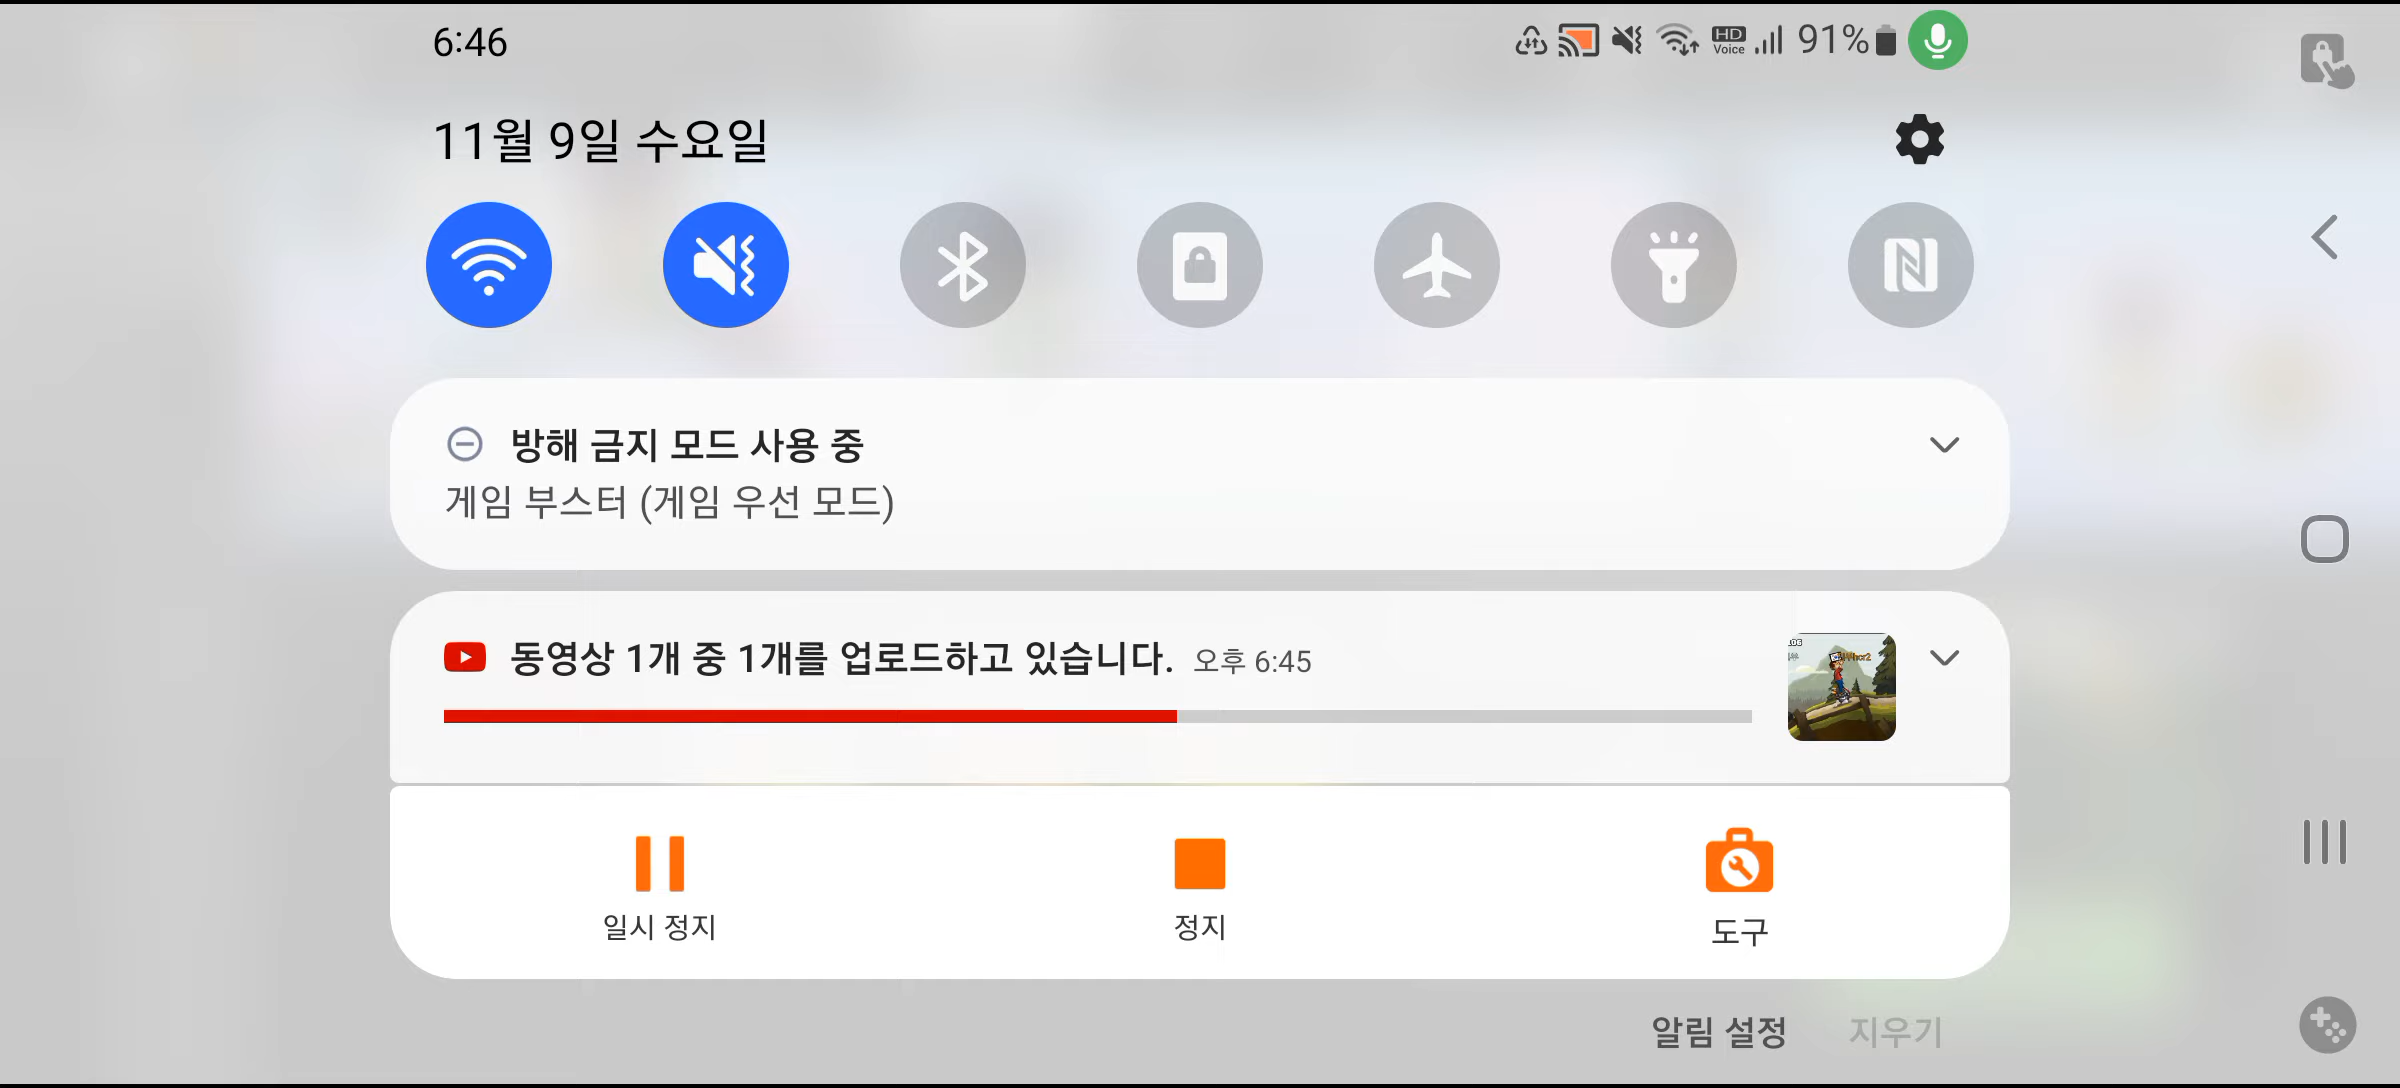 6:46
HD Voice 91%
11월 9일 수요일
방해 금지 모드 사용 중
게임 부스터 (게임 우선 모드)
동영상 1개 중 1개를 업로드하고 있습니다. 오후 6:45
일시 정지
정지
도구
알림 설정
지우기